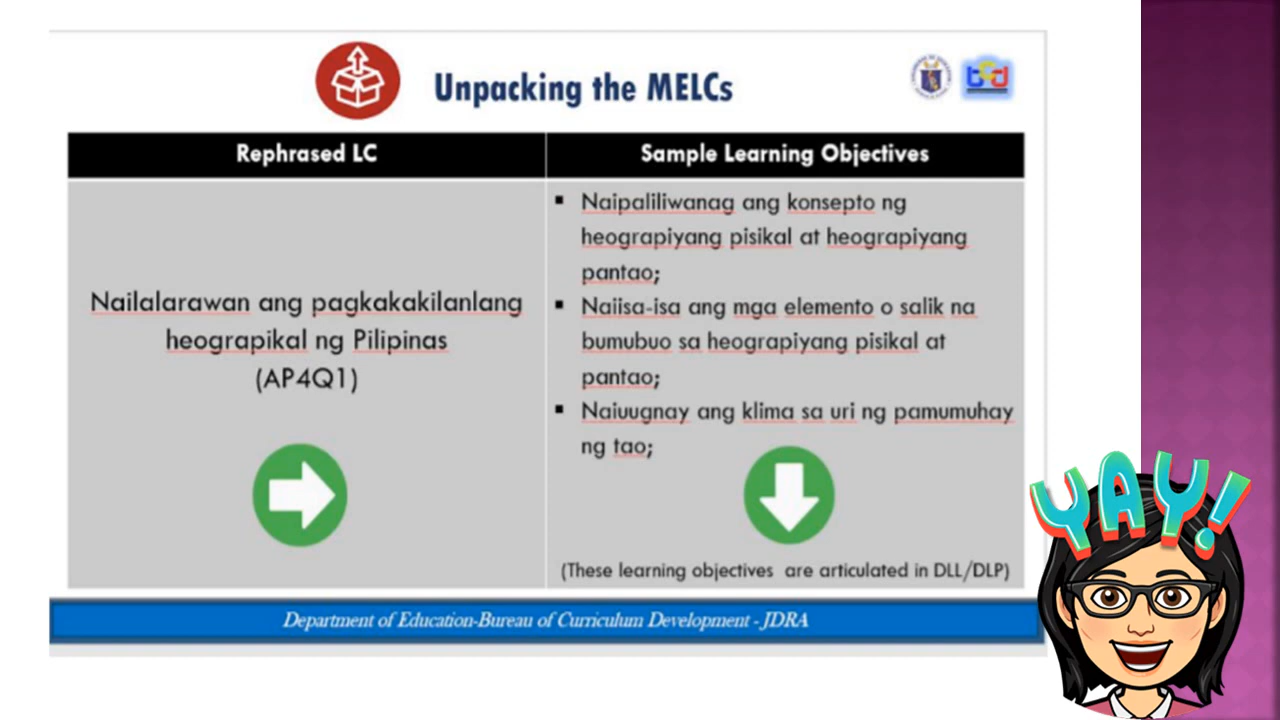 Unpacking the MELCs
Rephrased LC
Sample Learning Objectives
Nailalarawan ang pagkakakilanlang
heograpikal ng Pilipinas
(AP4Q1)
▪ Naipaliliwanag ang konsepto ng
heograpiyang pisikal at heograpiyang
pantao;
▪ Naiisa-isa ang mga elemento o salik na
bumubuo sa heograpiyang pisikal at
pantao;
▪ Naiuugnay ang klima sa uri ng pamumuhay
ng tao;
(These learning objectives are articulated in DLL/DLP)
Department of Education-Bureau of Curriculum Development - JDRA
YAY!